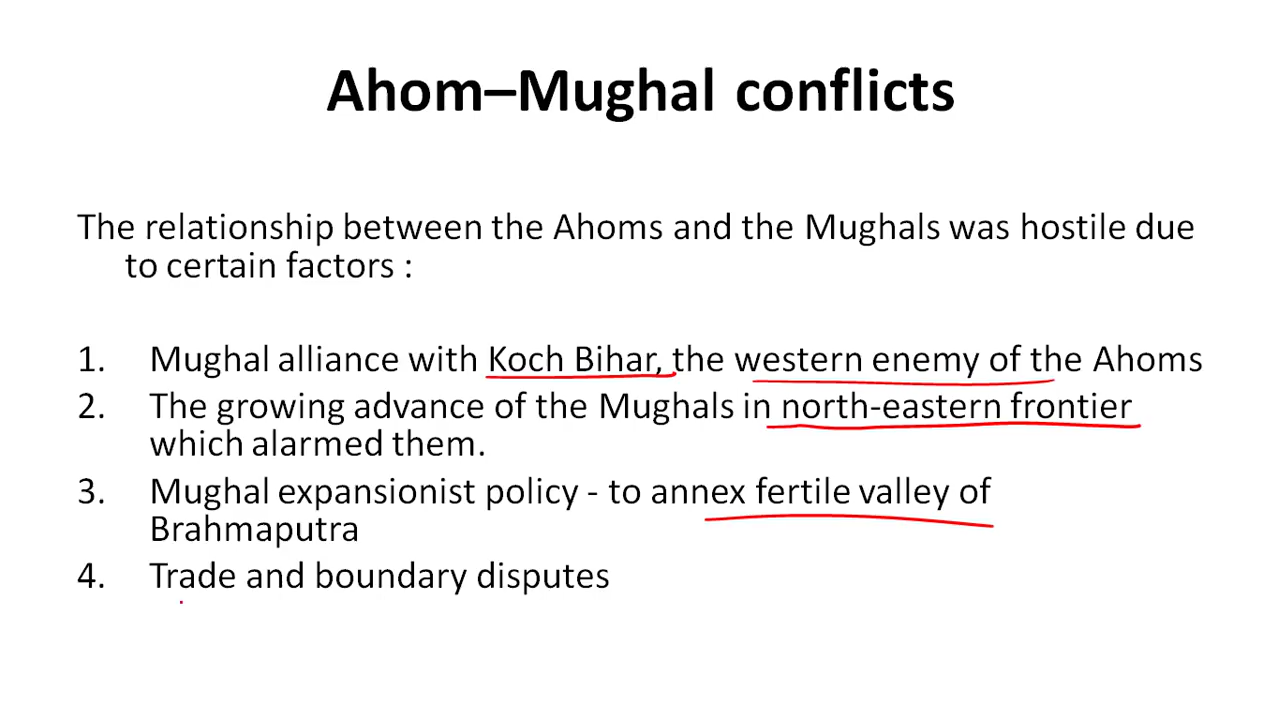 Ahom–Mughal conflicts
The relationship between the Ahoms and the Mughals was hostile due
to certain factors :
1. Mughal alliance with Koch Bihar, the western enemy of the Ahoms
2. The growing advance of the Mughals in north-eastern frontier
which alarmed them.
3. Mughal expansionist policy - to annex fertile valley of
Brahmaputra
4. Trade and boundary disputes